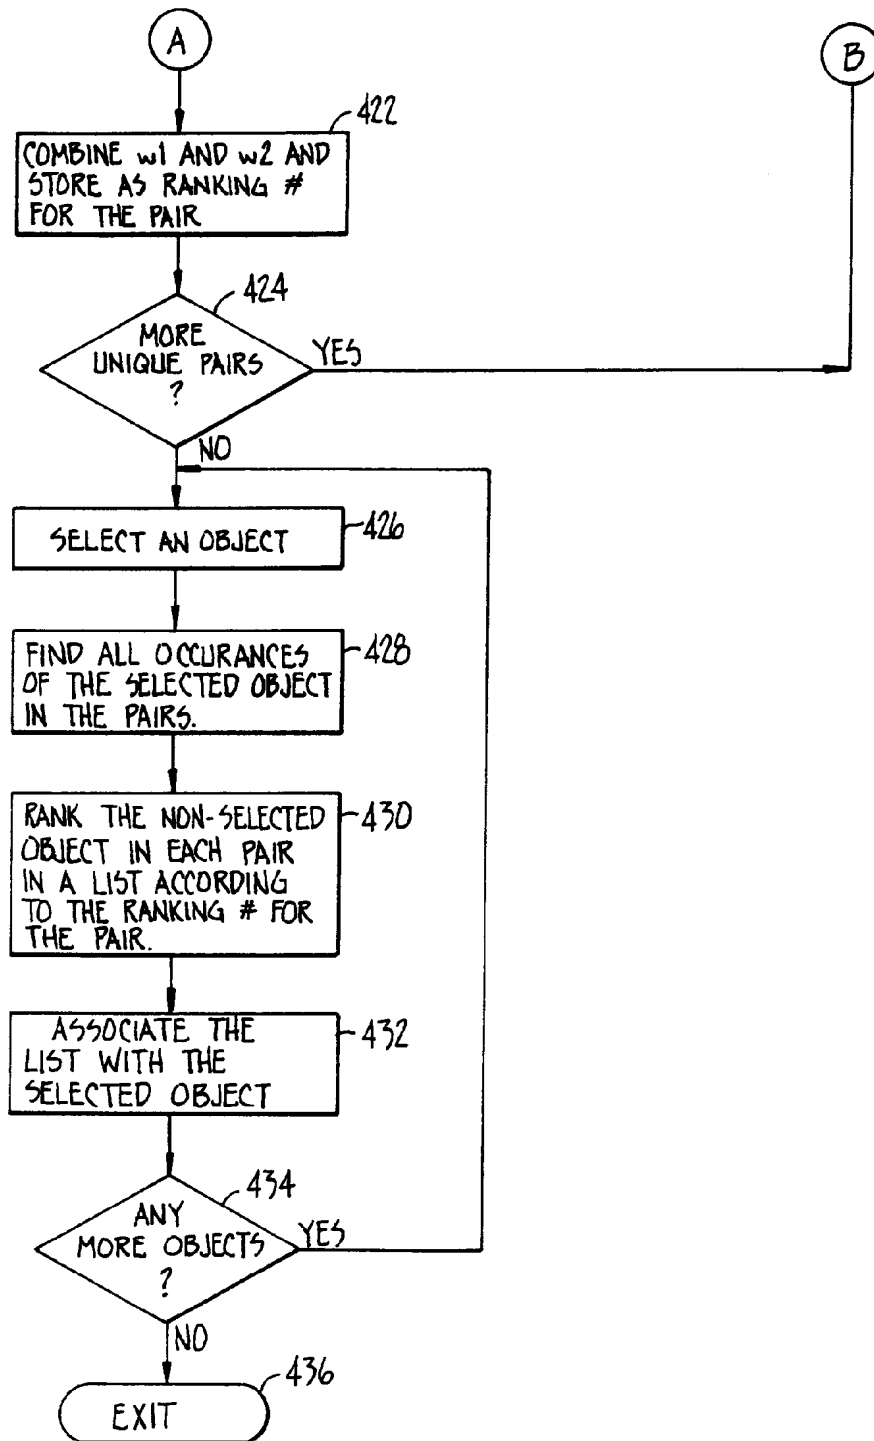 A
B
422
COMBINE w1 AND w2 AND
STORE AS RANKING #
FOR THE PAIR
424
MORE
UNIQUE PAIRS
?
YES
NO
SELECT AN OBJECT
426
FIND ALL OCCURANCES
OF THE SELECTED OBJECT
IN THE PAIRS.
428
RANK THE NON-SELECTED
OBJECT IN EACH PAIR
IN A LIST ACCORDING
TO THE RANKING # FOR
THE PAIR.
430
ASSOCIATE THE
LIST WITH THE
SELECTED OBJECT
432
434
ANY
MORE OBJECTS
?
YES
NO
436
EXIT